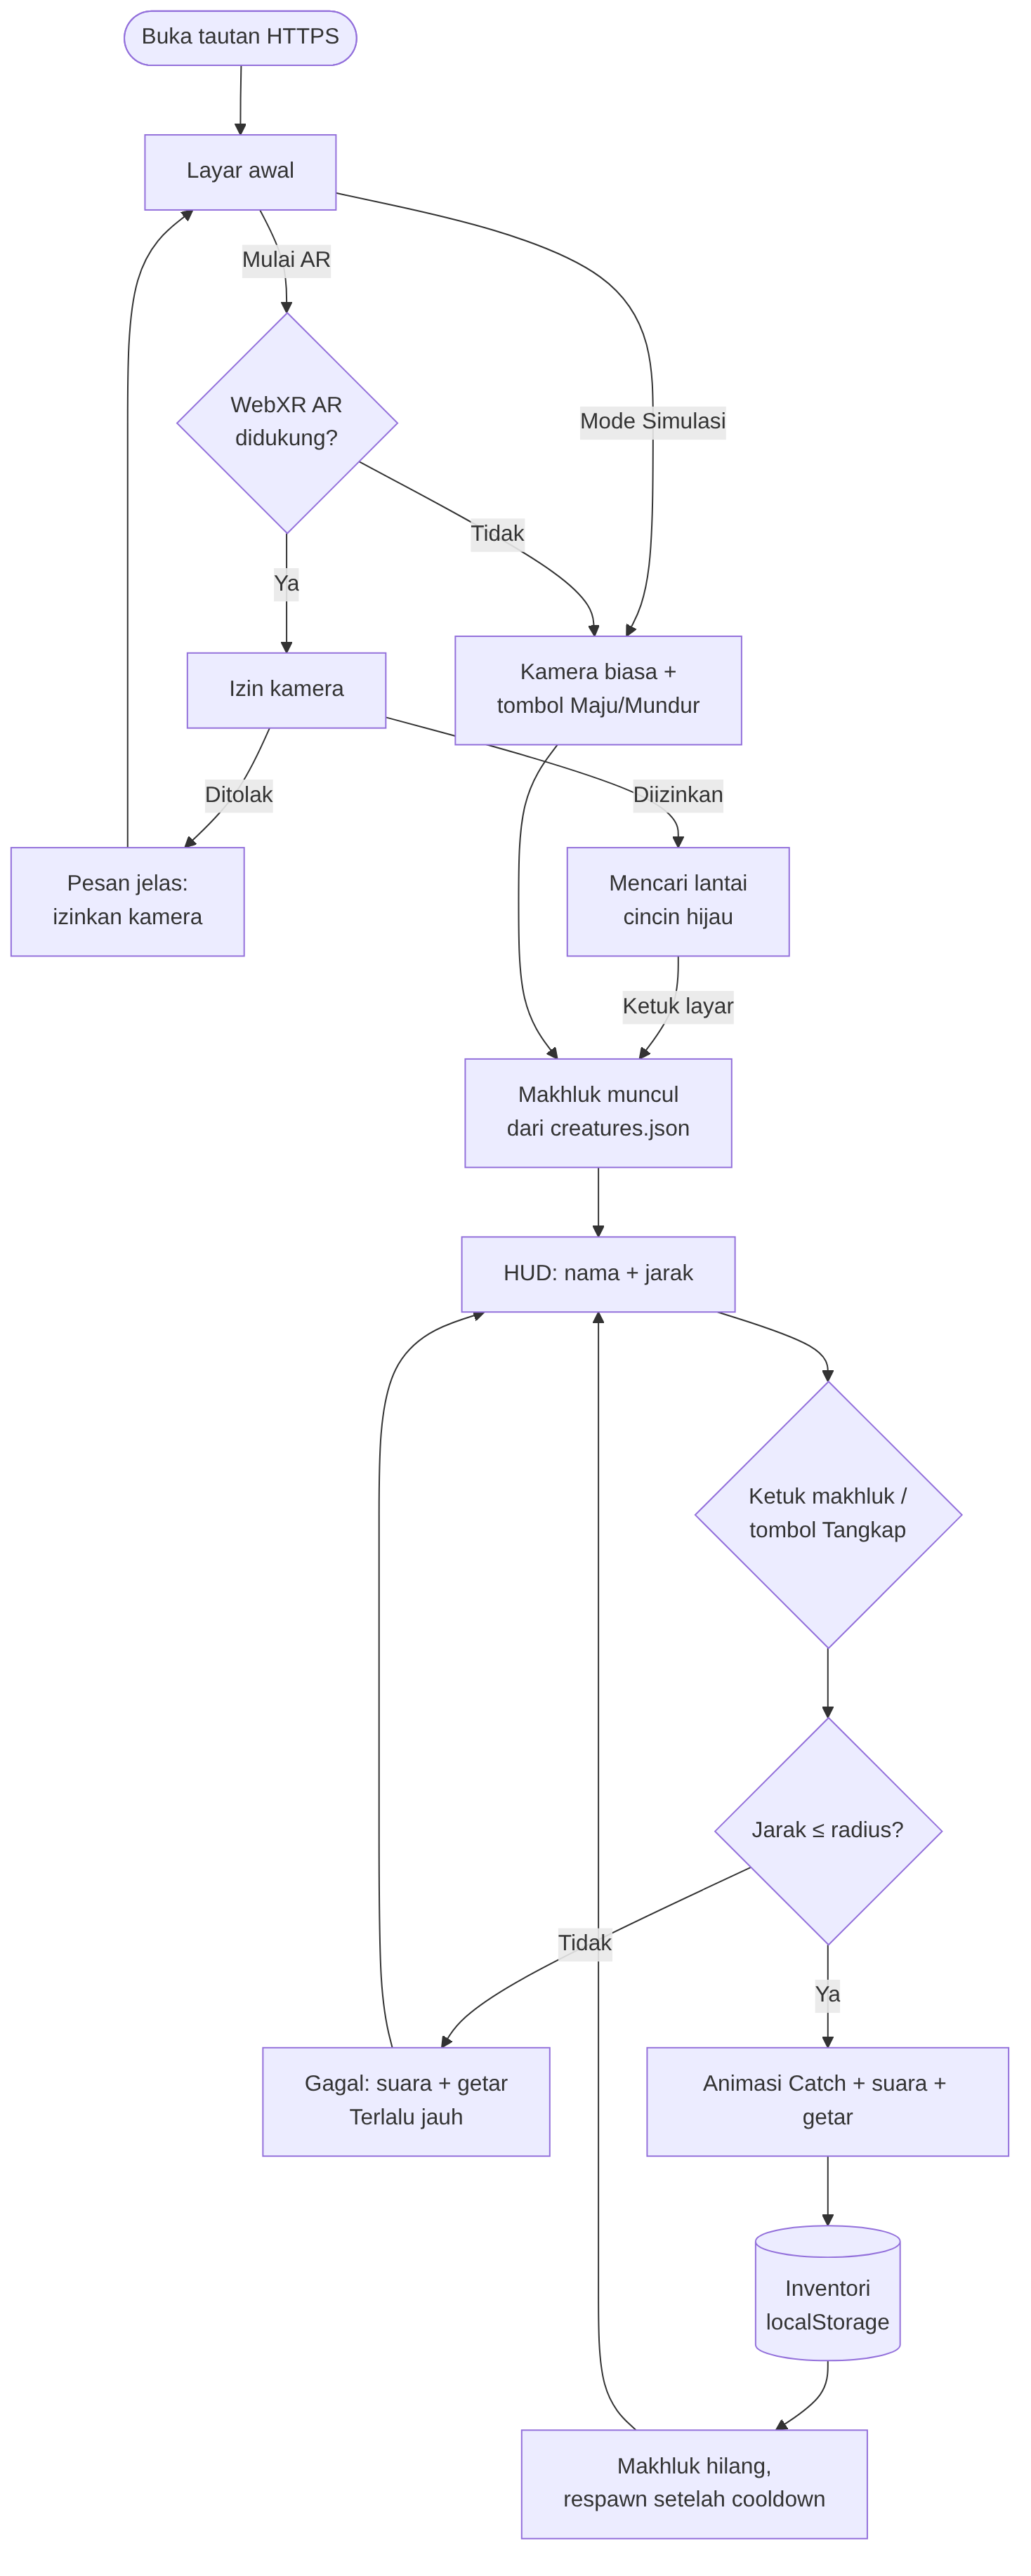 Buka tautan HTTPS
Layar awal
Mulai AR
WebXR AR
didukung?
Mode Simulasi
Tidak
Ya
Kamera biasa +
tombol Maju/Mundur
Izin kamera
Ditolak
Diizinkan
Pesan jelas:
izinkan kamera
Mencari lantai
cincin hijau
Ketuk layar
Makhluk muncul
dari creatures.json
HUD: nama + jarak
Ketuk makhluk /
tombol Tangkap
Jarak ≤ radius?
Tidak
Ya
Gagal: suara + getar
Terlalu jauh
Animasi Catch + suara +
getar
Inventori
localStorage
Makhluk hilang,
respawn setelah cooldown